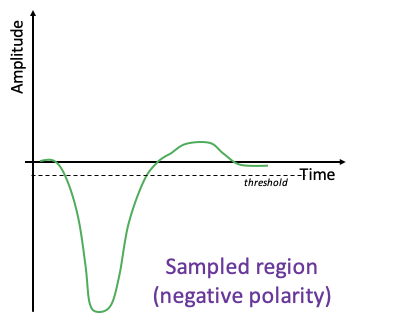 Amplitude
threshold
Time
Sampled region
(negative polarity)